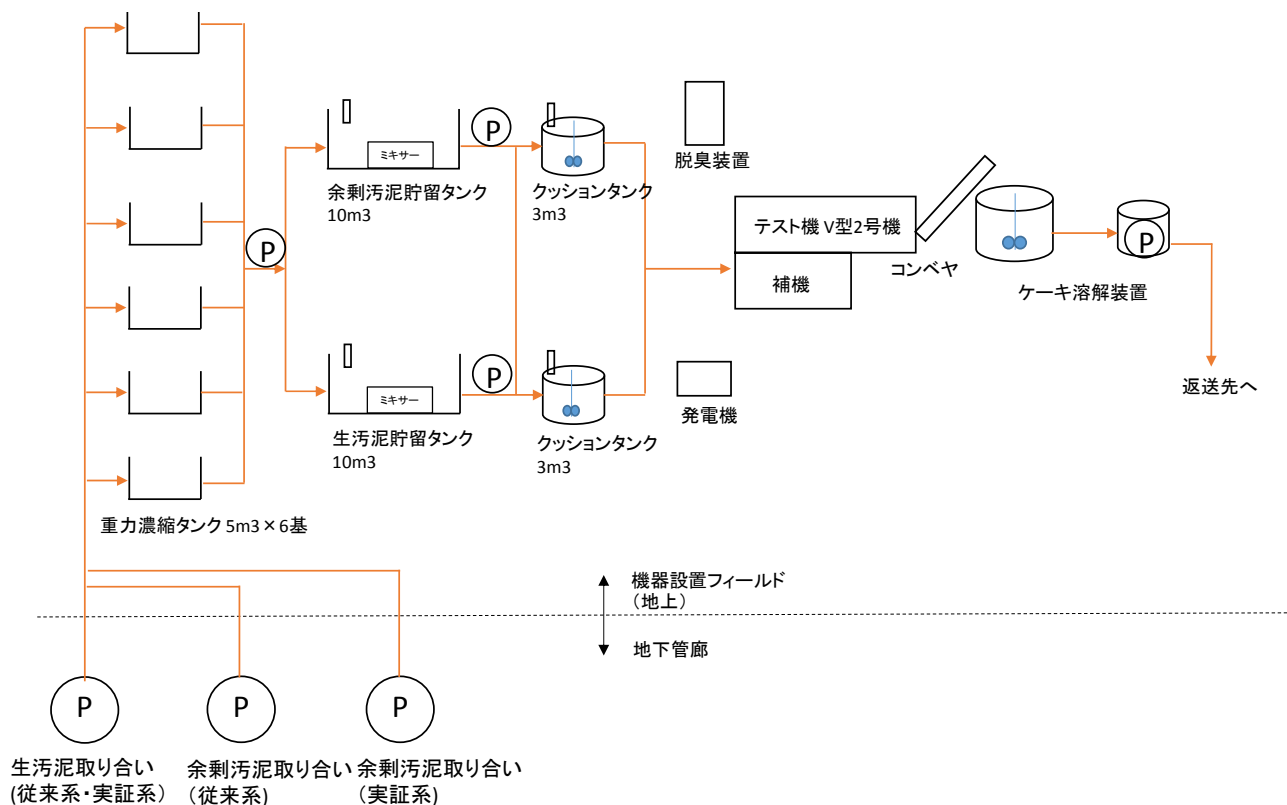 P
ミキサー
余剰汚泥貯留タンク
10m3
P
クッションタンク
3m3
脱臭装置
P
テスト機 V型2号機
補機
コンベヤ
P
ケーキ溶解装置
返送先へ
ミキサー
生汚泥貯留タンク
10m3
P
クッションタンク
3m3
発電機
重力濃縮タンク 5m3×6基
機器設置フィールド
（地上）
地下管廊
P
生汚泥取り合い
(従来系・実証系）
P
余剰汚泥取り合い
（従来系)
余剰汚泥取り合い
（実証系)